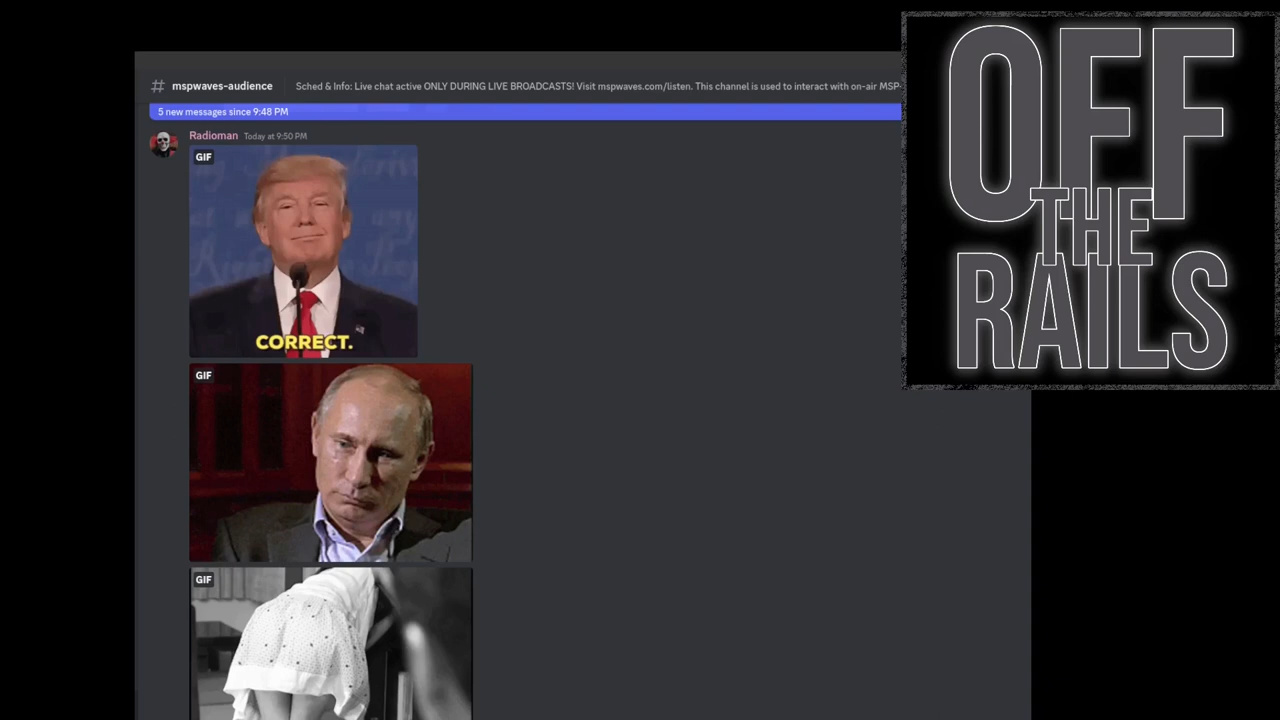 # mspwaves-audience
Sched & Info: Live chat active ONLY DURING LIVE BROADCASTS! Visit mspwaves.com/listen. This channel is used to interact with on-air MSP
5 new messages since 9:48 PM
Radioman Today at 9:50 PM
GIF
CORRECT.
GIF
GIF
OFF
THE
RAILS